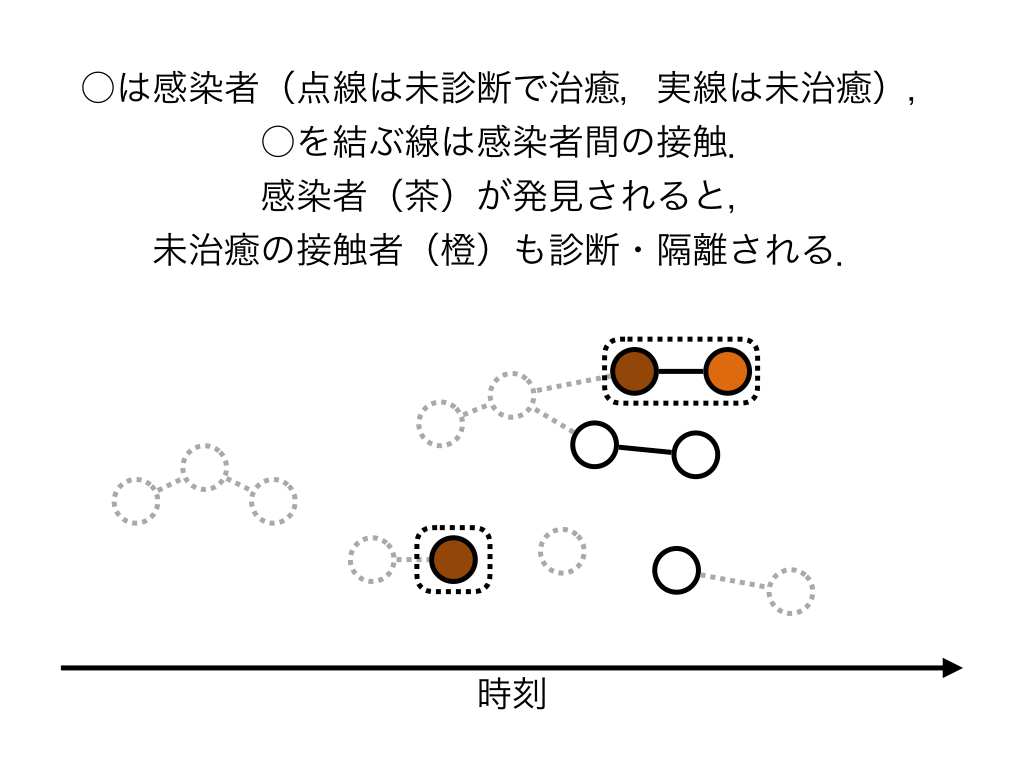 ○は感染者（点線は未診断で治癒，実線は未治癒），
○を結ぶ線は感染者間の接触．
感染者（茶）が発見されると，
未治癒の接触者（橙）も診断・隔離される．
時刻